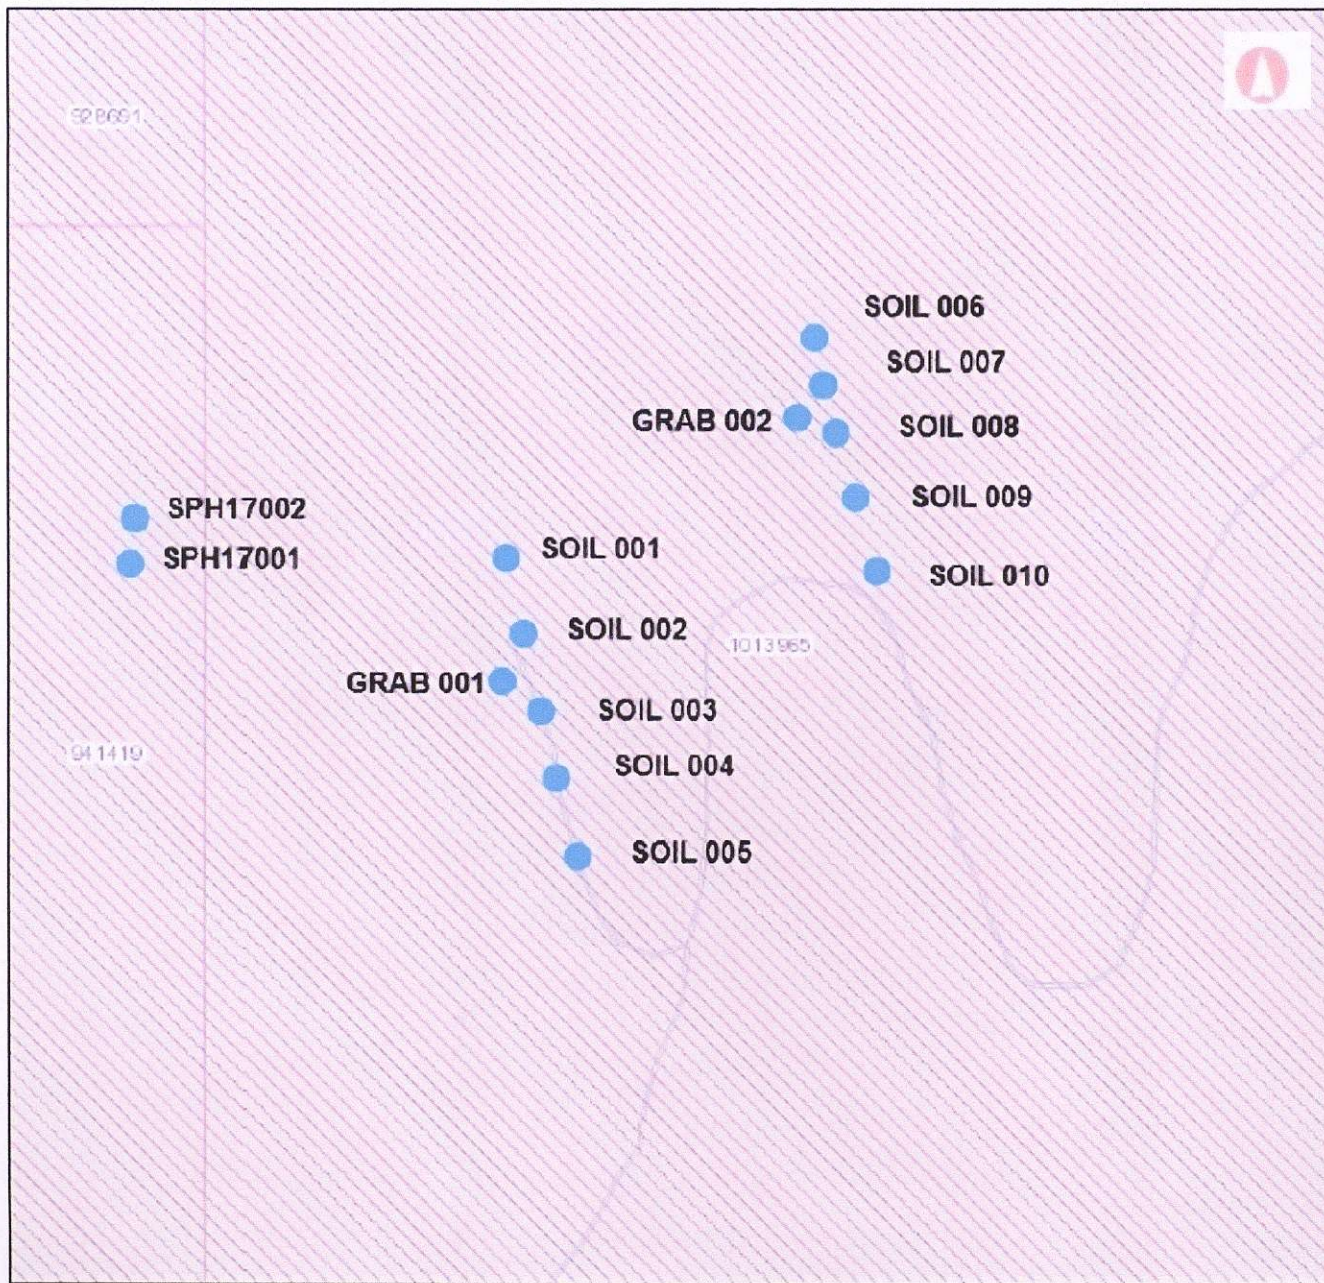 928691
SOIL 006
SOIL 007
GRAB 002
SOIL 008
SOIL 009
SPH17002
SPH17001
SOIL 001
SOIL 010
SOIL 002
1013965
GRAB 001
SOIL 003
941419
SOIL 004
SOIL 005